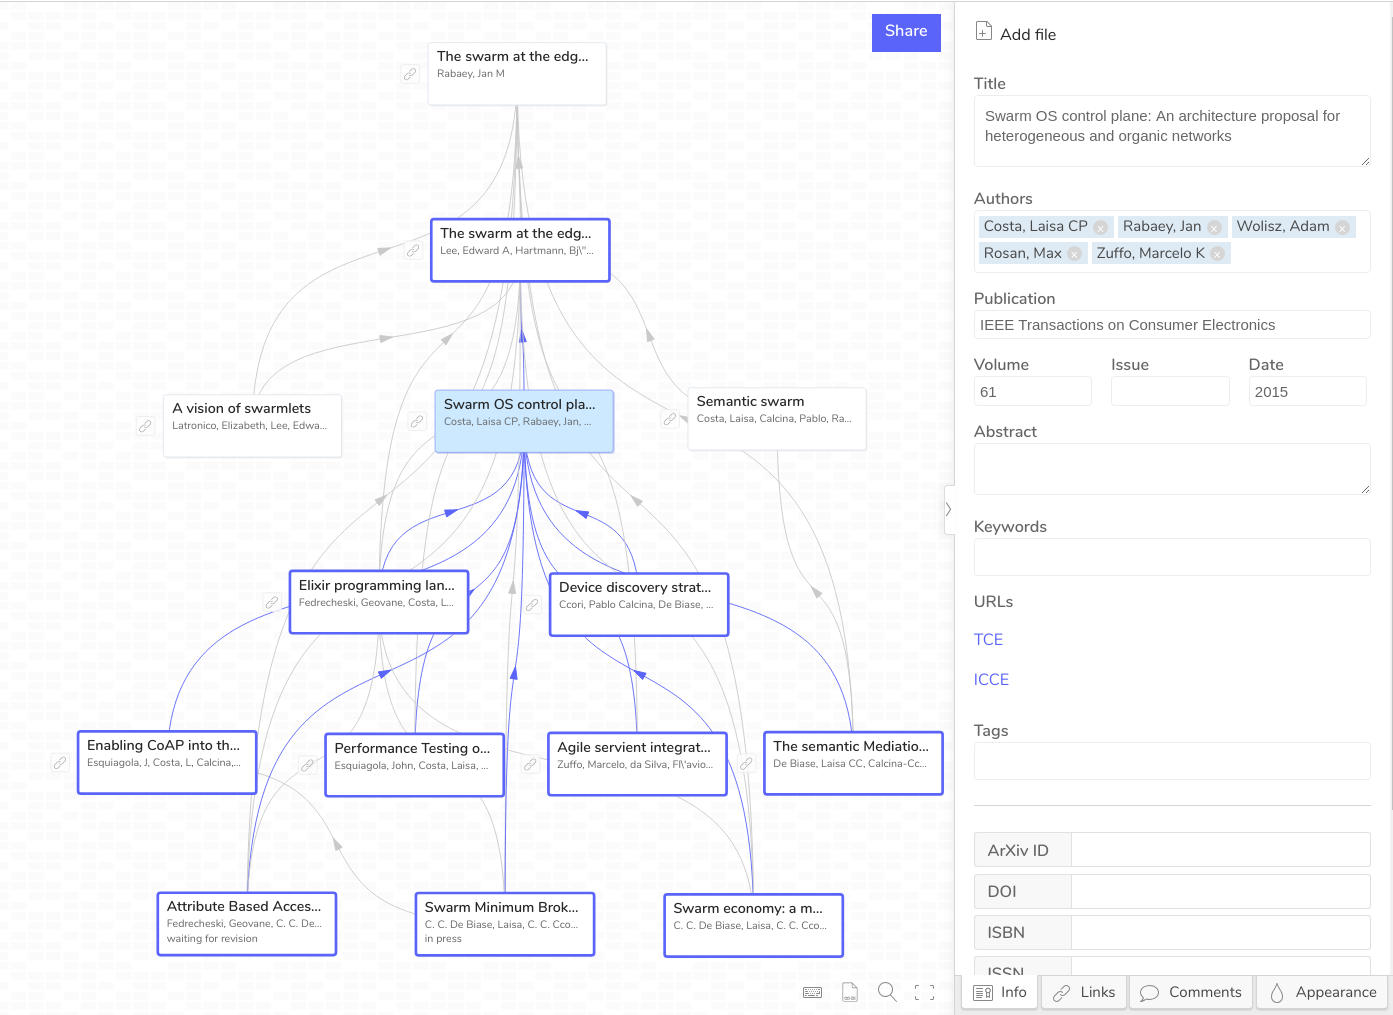 Share
The swarm at the edg...
Rabaey, Jan M
The swarm at the edg...
Lee, Edward A, Hartmann, Bj\"...
A vision of swarmlets
Latronico, Elizabeth, Lee, Edwa...
Swarm OS control pla...
Costa, Laisa CP, Rabaey, Jan, ...
Semantic swarm
Costa, Laisa, Calcina, Pablo, Ra...
Elixir programming lan...
Fedrecheski, Geovane, Costa, L...
Device discovery strat...
Ccori, Pablo Calcina, De Biase, ...
Enabling CoAP into th...
Esquiagola, J, Costa, L, Calcina,...
Performance Testing o...
Esquiagola, John, Costa, Laisa, ...
Agile servient integrat...
Zuffo, Marcelo, da Silva, Fl\'avio...
The semantic Mediatio...
De Biase, Laisa CC, Calcina-Cc...
Attribute Based Acces...
Fedrecheski, Geovane, C. C. De...
waiting for revision
Swarm Minimum Brok...
C. C. De Biase, Laisa, C. C. Cco...
in press
Swarm economy: a m...
C. C. De Biase, Laisa, C. C. Cco...
Add file
Title
Swarm OS control plane: An architecture proposal for
heterogeneous and organic networks
Authors
Costa, Laisa CP Rabaey, Jan Wolisz, Adam
Rosan, Max Zuffo, Marcelo K
Publication
IEEE Transactions on Consumer Electronics
Volume Issue Date
61 2015
Abstract
Keywords
URLs
TCE
ICCE
Tags
ArXiv ID
DOI
ISBN
ISSN
Info Links Comments Appearance